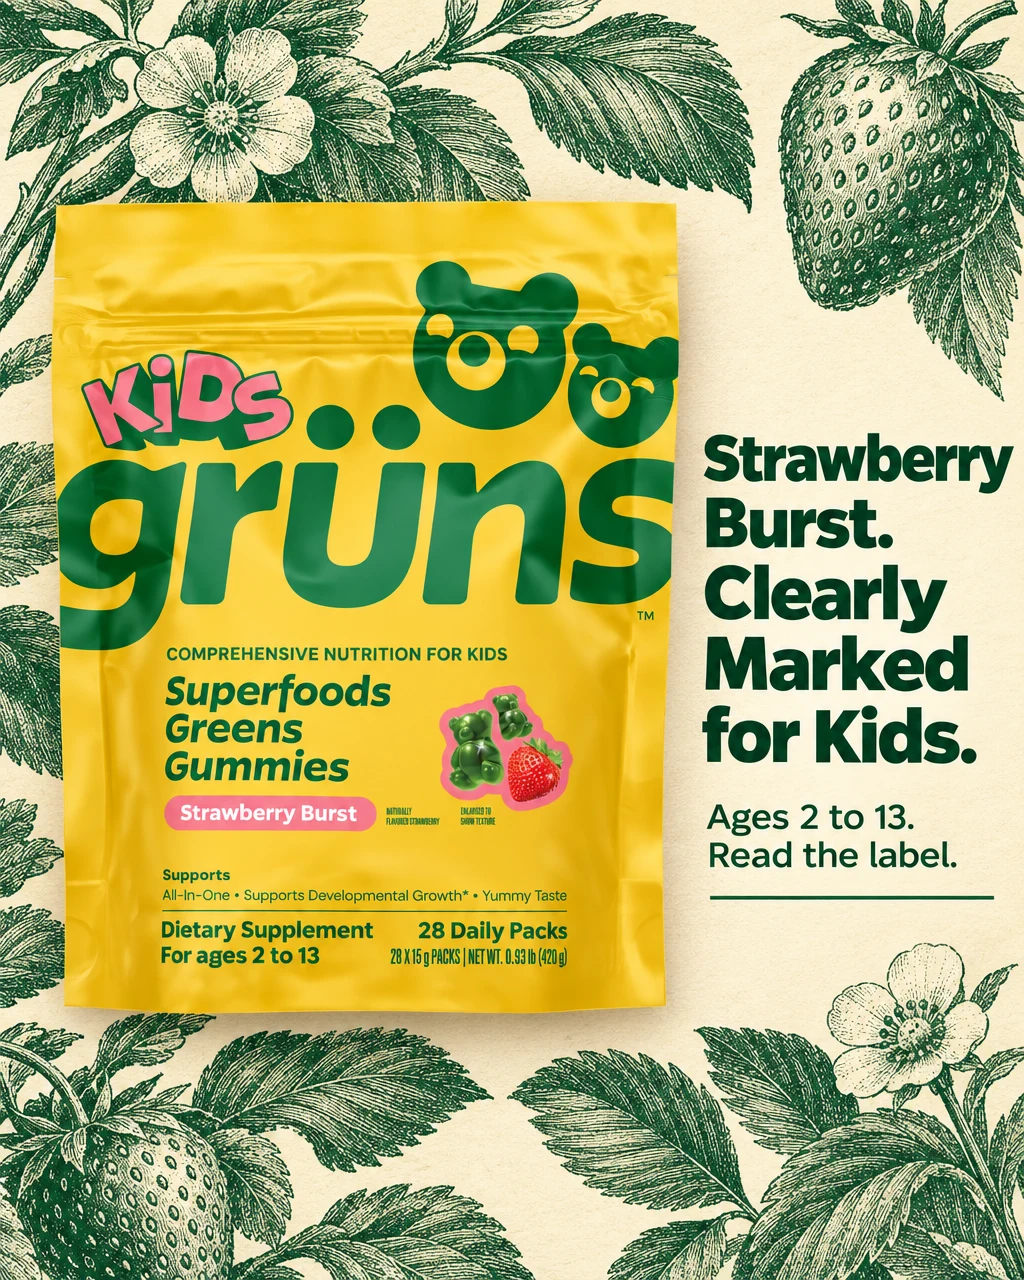 KiDS
grüns
TM
COMPREHENSIVE NUTRITION FOR KIDS
Superfoods
Greens
Gummies
Strawberry Burst
NATURALLY
FLAVORED STRAWBERRY
ENLARGED TO
SHOW TEXTURE
Supports
All-In-One • Supports Developmental Growth* • Yummy Taste
Dietary Supplement
For ages 2 to 13
28 Daily Packs
28 X 15 g PACKS | NET WT. 0.93 lb (420g)
Strawberry
Burst.
Clearly
Marked
for Kids.
Ages 2 to 13.
Read the label.